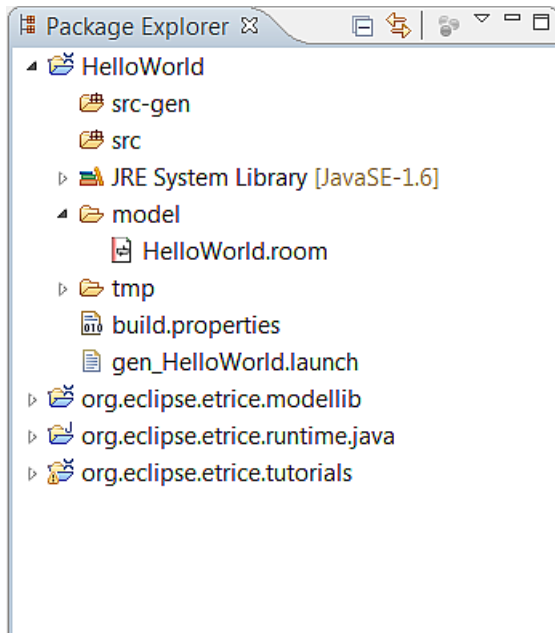 Package Explorer
HelloWorld
src-gen
src
JRE System Library [JavaSE-1.6]
model
HelloWorld.room
tmp
build.properties
gen_HelloWorld.launch
org.eclipse.etrice.modellib
org.eclipse.etrice.runtime.java
org.eclipse.etrice.tutorials